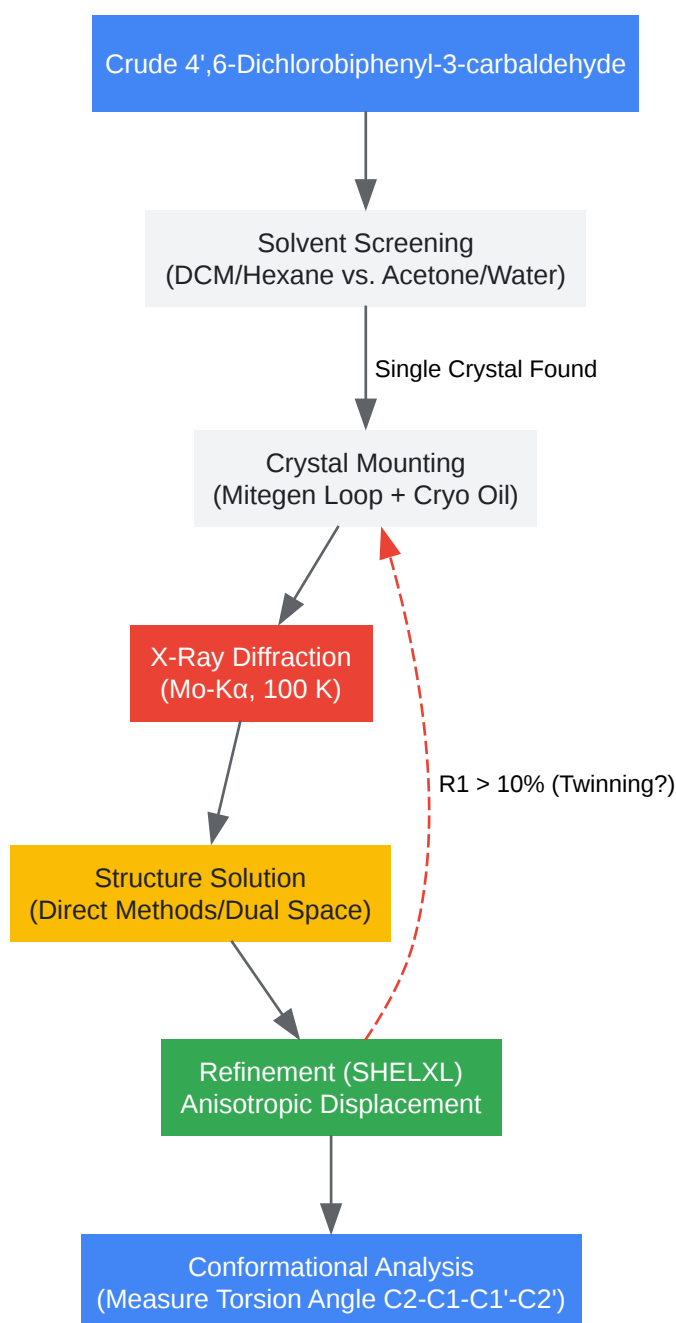 Crude 4',6-Dichlorobiphenyl-3-carbaldehyde
Solvent Screening
(DCM/Hexane vs. Acetone/Water)
Single Crystal Found
Crystal Mounting
(Mitegen Loop + Cryo Oil)
X-Ray Diffraction
(Mo-Kα, 100 K)
R1 > 10% (Twinning?)
Structure Solution
(Direct Methods/Dual Space)
Refinement (SHELXL)
Anisotropic Displacement
Conformational Analysis
(Measure Torsion Angle C2-C1-C1'-C2')